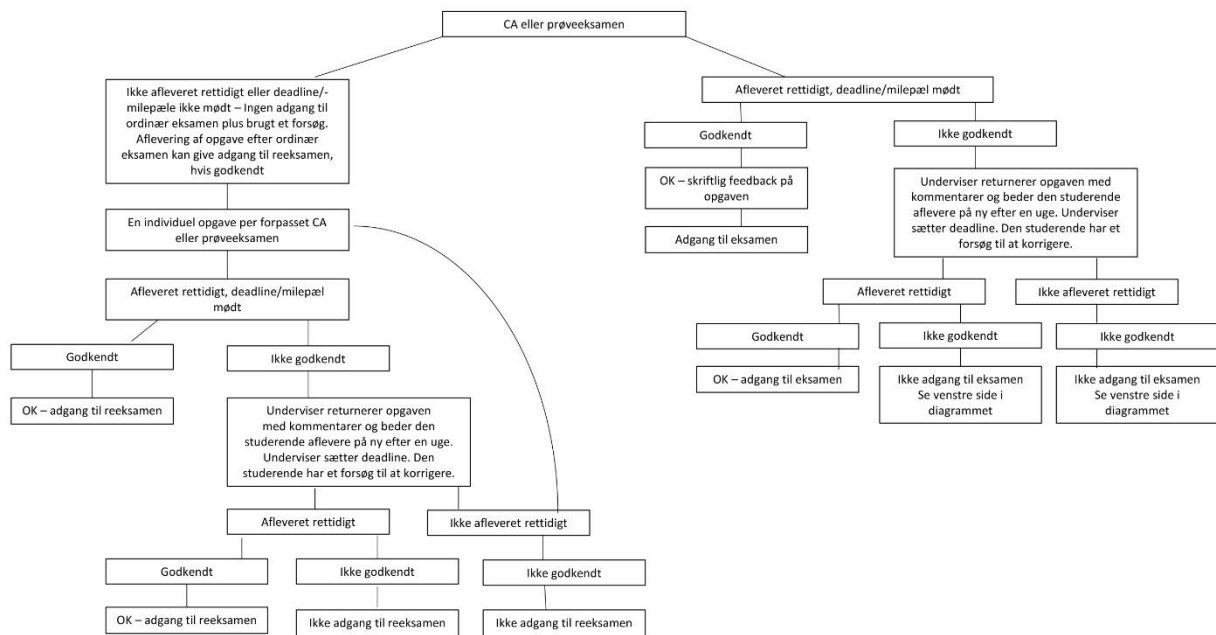 CA eller prøveeksamen
Ikke afleveret rettidigt eller deadline/-
milepæle ikke mødt – Ingen adgang til
ordinær eksamen plus brugt et forsøg.
Aflevering af opgave efter ordinær
eksamen kan give adgang til reeksamen,
hvis godkendt
En individuel opgave per forpasset CA
eller prøveeksamen
Afleveret rettidigt, deadline/milepæl
mødt
Godkendt
OK – adgang til reeksamen
Ikke godkendt
Underviser returnerer opgaven
med kommentarer og beder den
studerende aflevere på ny efter en uge.
Underviser sætter deadline. Den
studerende har et forsøg til at korrigere.
Afleveret rettidigt
Godkendt
OK – adgang til reeksamen
Ikke godkendt
Ikke adgang til reeksamen
Ikke afleveret rettidigt
Ikke godkendt
Ikke adgang til reeksamen
Afleveret rettidigt, deadline/milepæl mødt
Godkendt
OK – skriftlig feedback på
opgaven
Adgang til eksamen
Ikke godkendt
Underviser returnerer opgaven med
kommentarer og beder den studerende
aflevere på ny efter en uge. Underviser
sætter deadline. Den studerende har et
forsøg til at korrigere.
Afleveret rettidigt
Godkendt
OK – adgang til eksamen
Ikke godkendt
Ikke adgang til eksamen
Se venstre side i
diagrammet
Ikke afleveret rettidigt
Ikke godkendt
Ikke adgang til eksamen
Se venstre side i
diagrammet